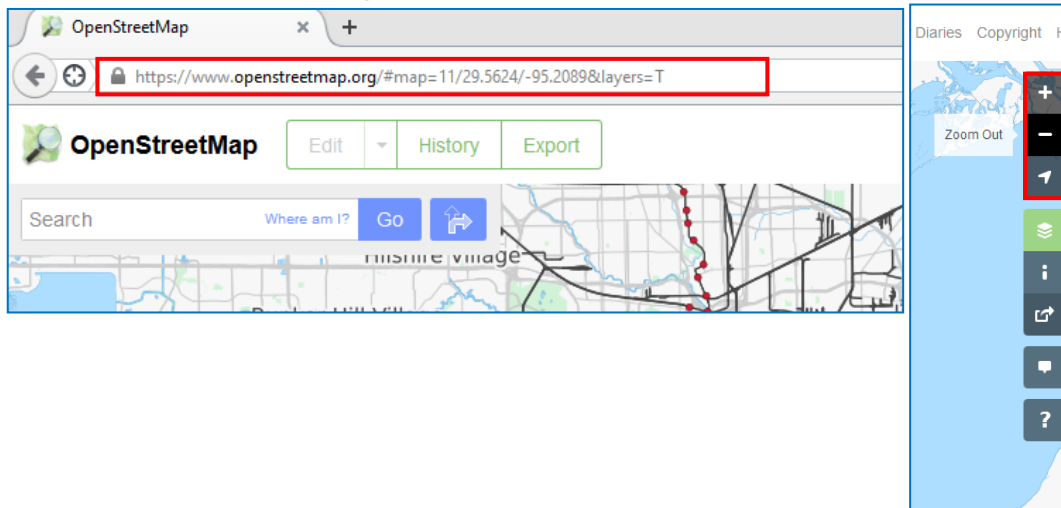 OpenStreetMap
https://www.openstreetmap.org/#map=11/29.5624/-95.2089&layers=T
OpenStreetMap Edit History Export
Search Where am I? Go
Hilshire Village
Diaries Copyright H
+
Zoom Out −
i
?